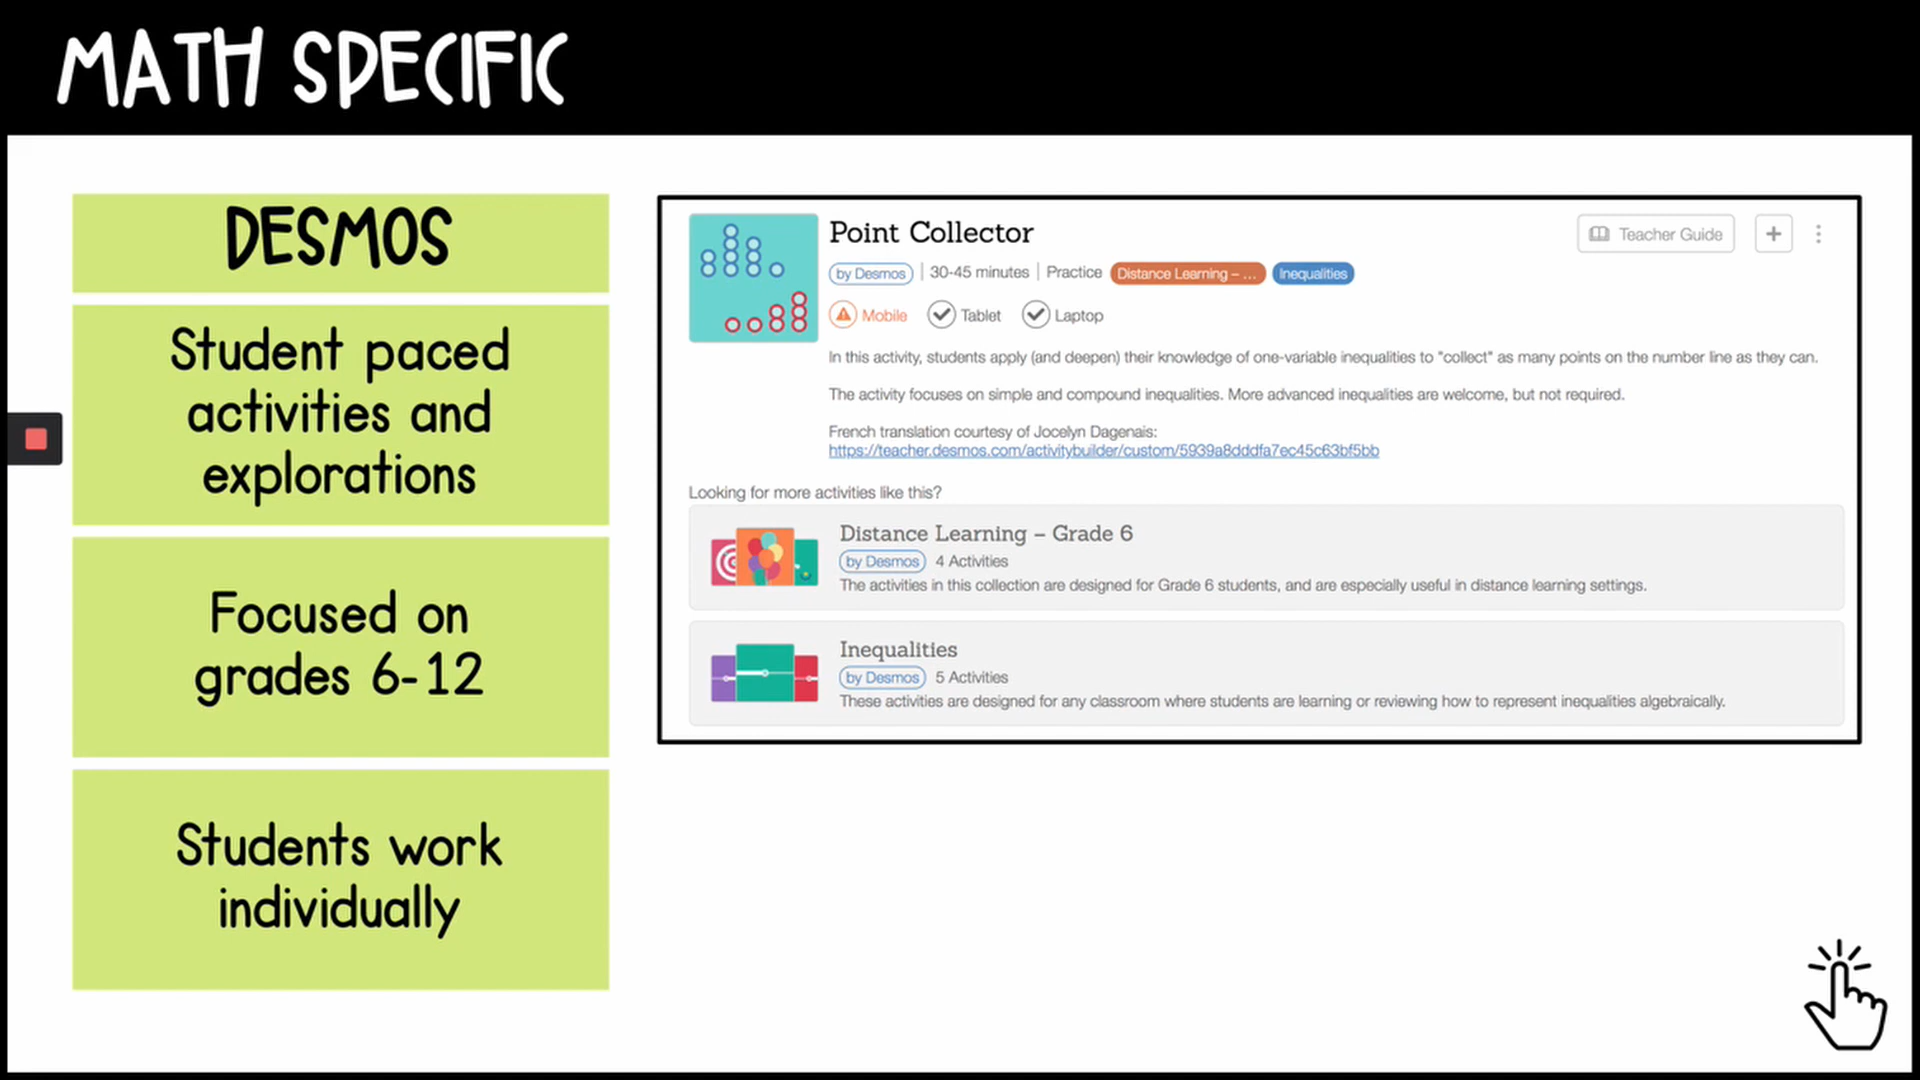 MATH SPECIFIC
DESMOS
Student paced
activities and
explorations
Focused on
grades 6-12
Students work
individually
Point Collector
Teacher Guide
by Desmos | 30-45 minutes | Practice Distance Learning – ... Inequalities
Mobile Tablet Laptop
In this activity, students apply (and deepen) their knowledge of one-variable inequalities to "collect" as many points on the number line as they can.
The activity focuses on simple and compound inequalities. More advanced inequalities are welcome, but not required.
French translation courtesy of Jocelyn Dagenais:
https://teacher.desmos.com/activitybuilder/custom/5939a8dddfa7ec45c63bf5bb
Looking for more activities like this?
Distance Learning – Grade 6
by Desmos 4 Activities
The activities in this collection are designed for Grade 6 students, and are especially useful in distance learning settings.
Inequalities
by Desmos 5 Activities
These activities are designed for any classroom where students are learning or reviewing how to represent inequalities algebraically.